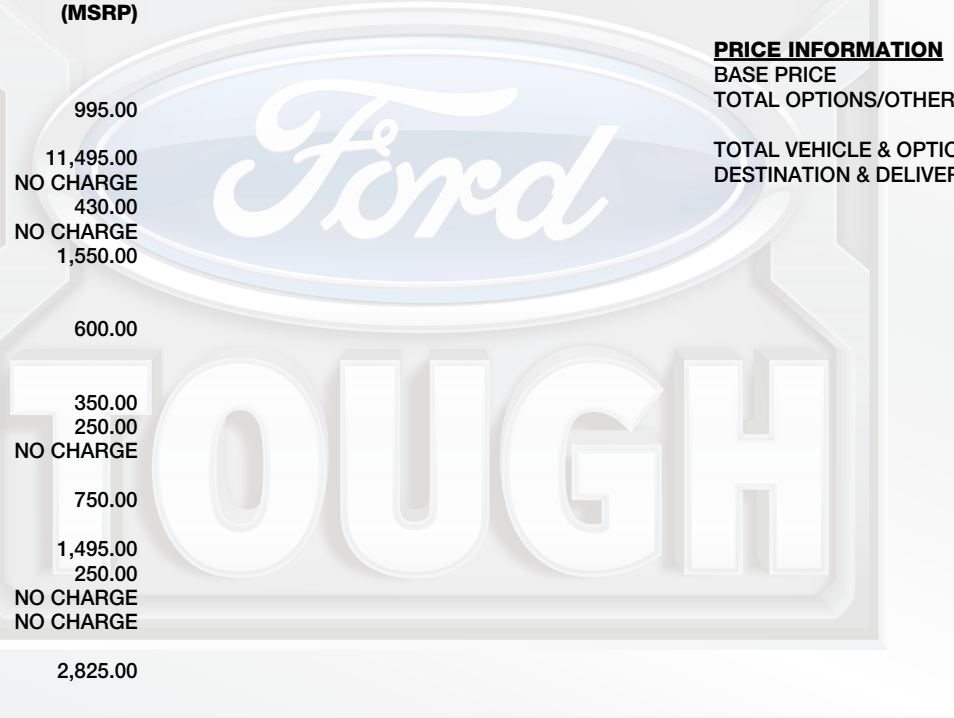 (MSRP)
995.00
11,495.00
NO CHARGE
430.00
NO CHARGE
1,550.00
600.00
350.00
250.00
NO CHARGE
750.00
1,495.00
250.00
NO CHARGE
NO CHARGE
2,825.00
PRICE INFORMATION
BASE PRICE
TOTAL OPTIONS/OTHER
TOTAL VEHICLE & OPTIO
DESTINATION & DELIVER
Ford
TOUGH